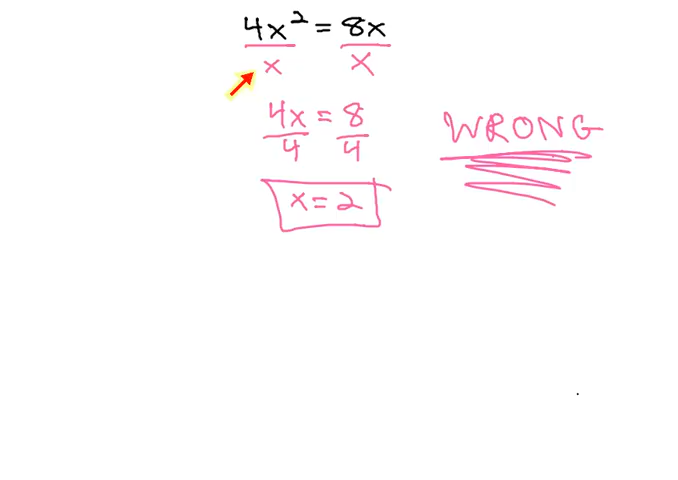 4x² = 8x
x x
4x = 8
4 4
WRONG
x = 2